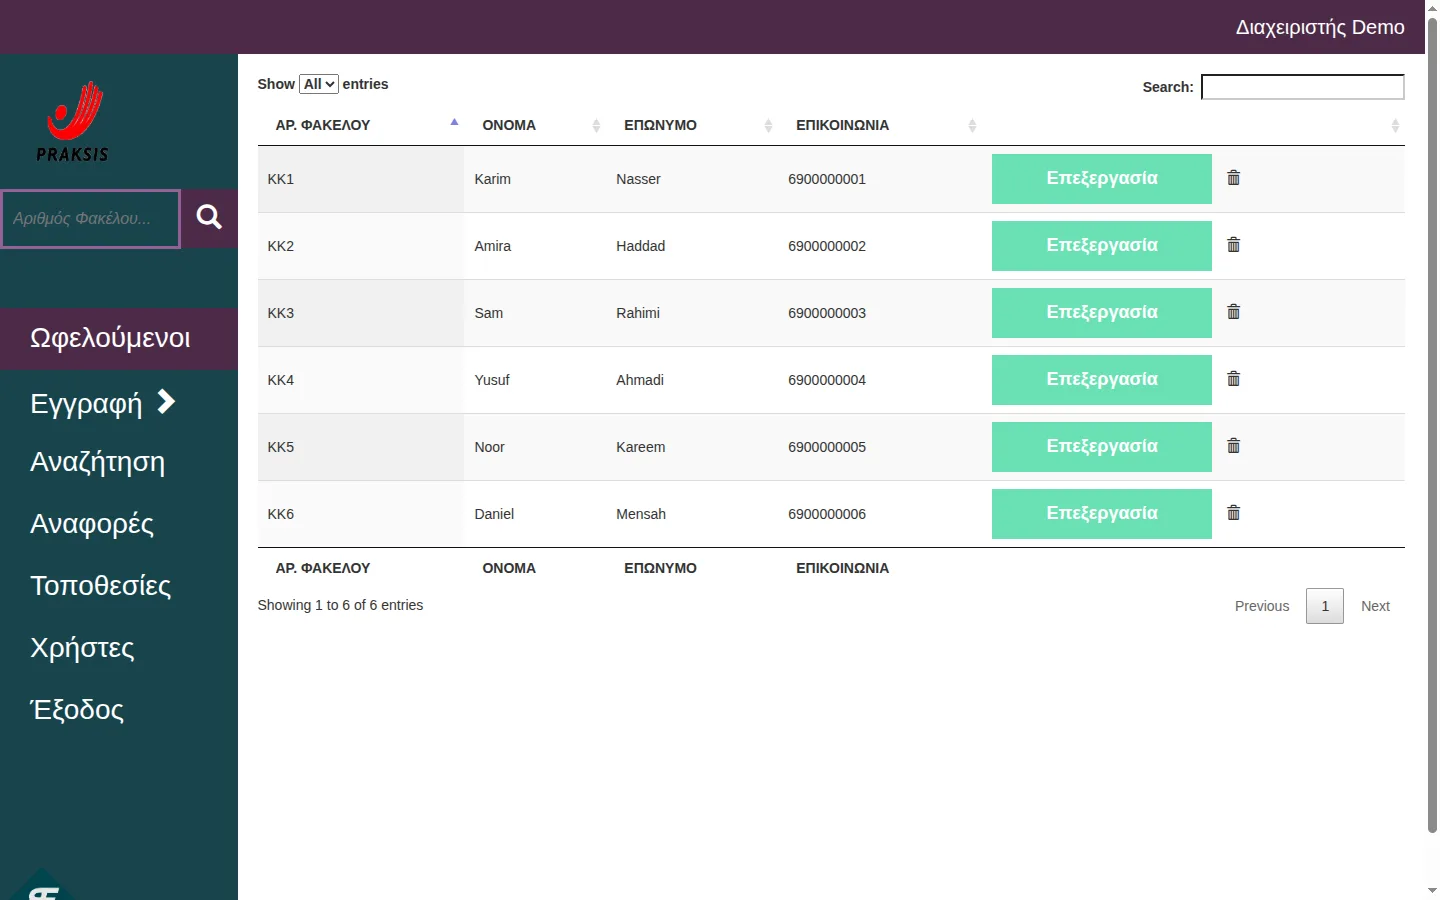 Διαχειριστής Demo
PRAKSIS
Αριθμός Φακέλου...
Ωφελούμενοι
Εγγραφή
Αναζήτηση
Αναφορές
Τοποθεσίες
Χρήστες
Έξοδος
Show All entries
Search:
ΑΡ. ΦΑΚΕΛΟΥ ΟΝΟΜΑ ΕΠΩΝΥΜΟ ΕΠΙΚΟΙΝΩΝΙΑ
KK1 Karim Nasser 6900000001 Επεξεργασία
KK2 Amira Haddad 6900000002 Επεξεργασία
KK3 Sam Rahimi 6900000003 Επεξεργασία
KK4 Yusuf Ahmadi 6900000004 Επεξεργασία
KK5 Noor Kareem 6900000005 Επεξεργασία
KK6 Daniel Mensah 6900000006 Επεξεργασία
ΑΡ. ΦΑΚΕΛΟΥ ΟΝΟΜΑ ΕΠΩΝΥΜΟ ΕΠΙΚΟΙΝΩΝΙΑ
Showing 1 to 6 of 6 entries
Previous 1 Next